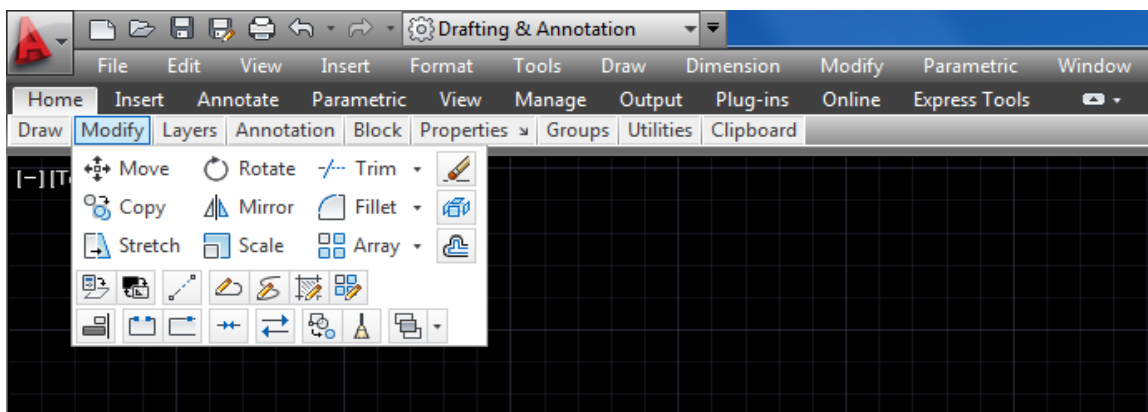 Drafting & Annotation
File Edit View Insert Format Tools Draw Dimension Modify Parametric Window
Home Insert Annotate Parametric View Manage Output Plug-ins Online Express Tools
Draw Modify Layers Annotation Block Properties Groups Utilities Clipboard
[−] [T
Move Rotate Trim
Copy Mirror Fillet
Stretch Scale Array